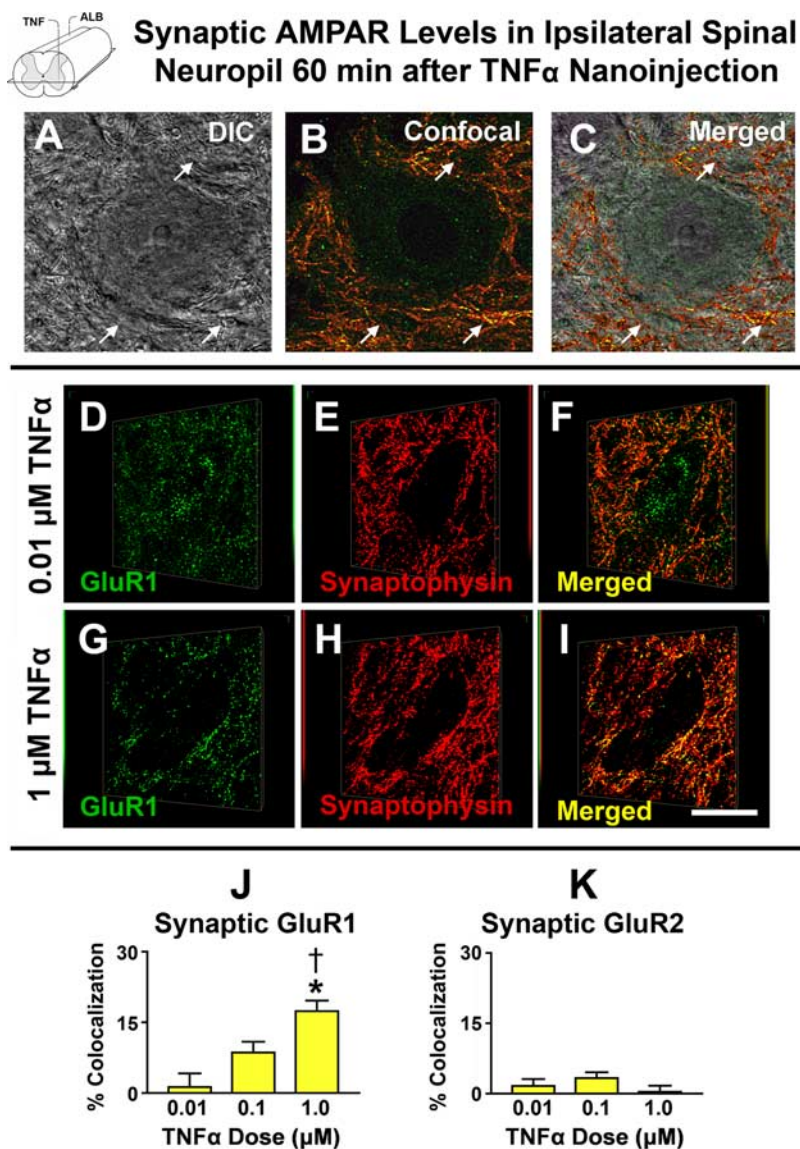 TNF ALB
Synaptic AMPAR Levels in Ipsilateral Spinal
Neuropil 60 min after TNFα Nanoinjection
A DIC
B Confocal
C Merged
0.01 µM TNFα
D
GluR1
E
Synaptophysin
F
Merged
1 µM TNFα
G
GluR1
H
Synaptophysin
I
Merged
J
Synaptic GluR1
% Colocalization
30
15
0
†
*
0.01 0.1 1.0
TNFα Dose (µM)
K
Synaptic GluR2
% Colocalization
30
15
0
0.01 0.1 1.0
TNFα Dose (µM)